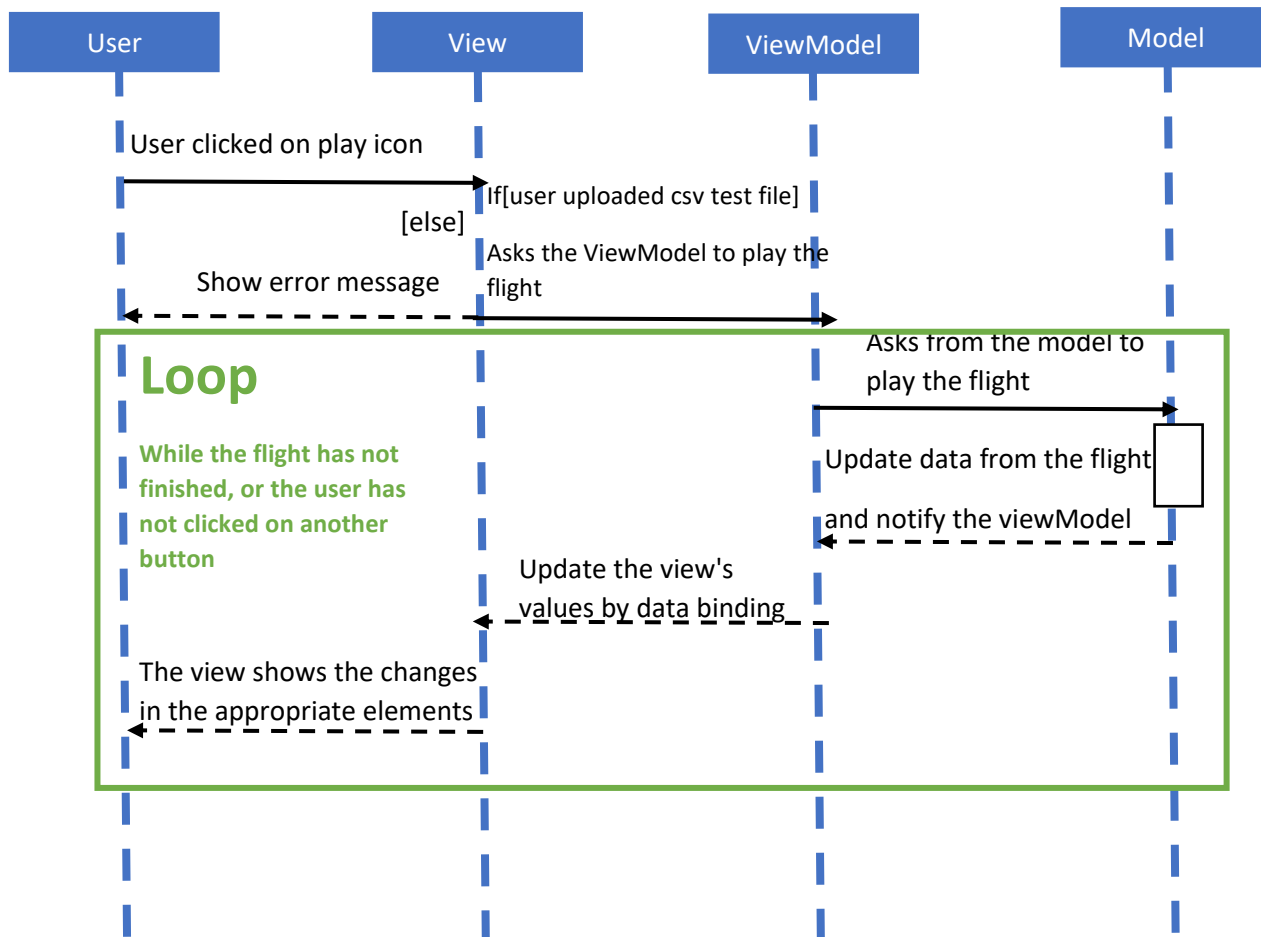 User
View
ViewModel
Model
User clicked on play icon
If[user uploaded csv test file]
[else]
Asks the ViewModel to play the
flight
Show error message
Asks from the model to
play the flight
Loop
While the flight has not
finished, or the user has
not clicked on another
button
Update data from the flight
and notify the viewModel
Update the view's
values by data binding
The view shows the changes
in the appropriate elements